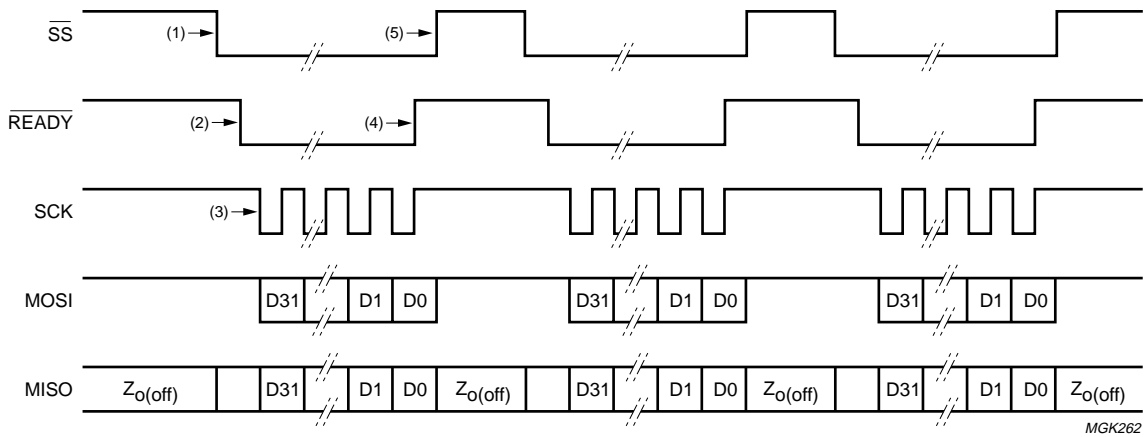 SS (1) (5)
READY (2) (4)
SCK (3)
MOSI D31 D1 D0 D31 D1 D0 D31 D1 D0
MISO Zo(off) D31 D1 D0 Zo(off) D31 D1 D0 Zo(off) D31 D1 D0 Zo(off)
MGK262